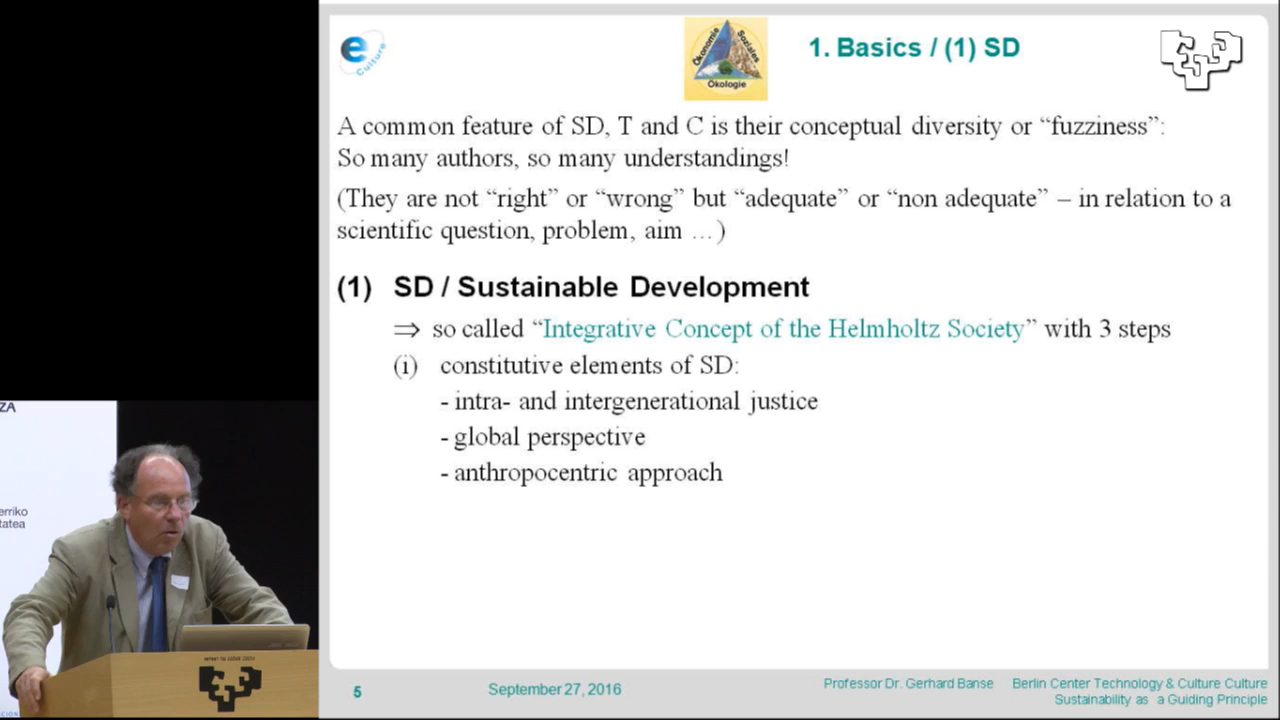 e
Culture
Ökonomie
Soziales
Ökologie
1. Basics / (1) SD
A common feature of SD, T and C is their conceptual diversity or “fuzziness”:
So many authors, so many understandings!
(They are not “right” or “wrong” but “adequate” or “non adequate” – in relation to a
scientific question, problem, aim …)
(1) SD / Sustainable Development
⇒ so called “Integrative Concept of the Helmholtz Society” with 3 steps
(i) constitutive elements of SD:
- intra- and intergenerational justice
- global perspective
- anthropocentric approach
ZA
erriko
tatea
CION
5
September 27, 2016
Professor Dr. Gerhard Banse
Berlin Center Technology & Culture Culture
Sustainability as a Guiding Principle